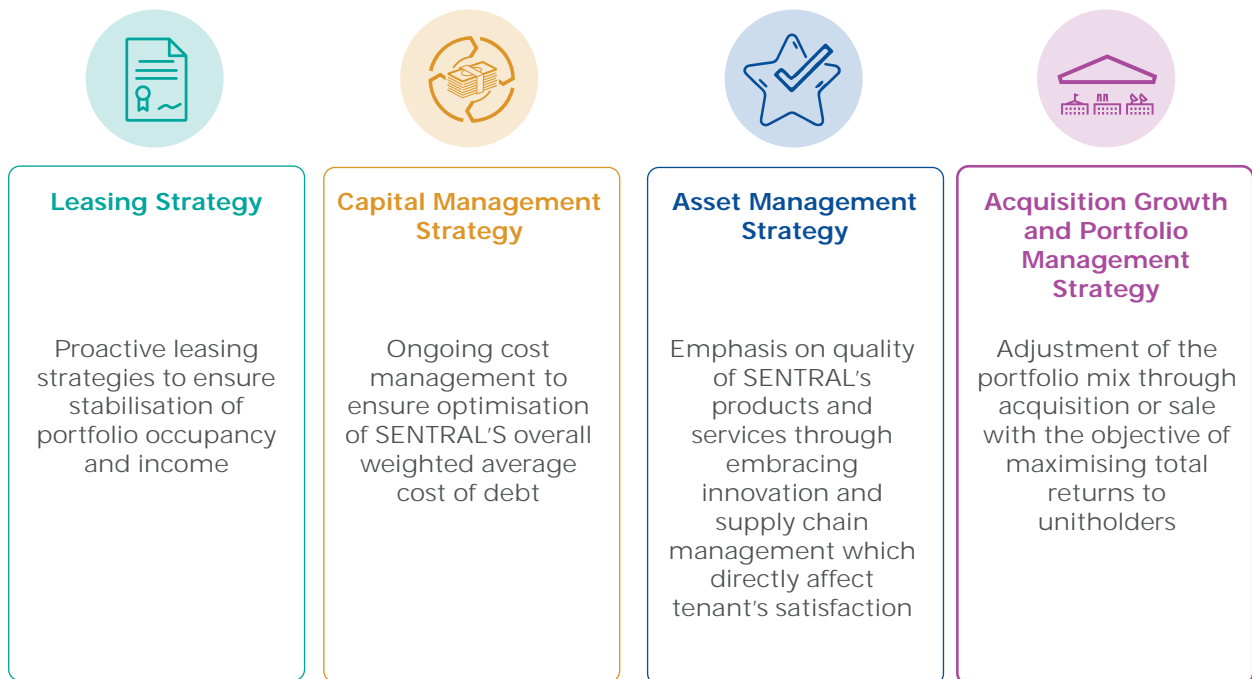 Leasing Strategy
Proactive leasing
strategies to ensure
stabilisation of
portfolio occupancy
and income
Capital Management
Strategy
Ongoing cost
management to
ensure optimisation
of SENTRAL'S overall
weighted average
cost of debt
Asset Management
Strategy
Emphasis on quality
of SENTRAL's
products and
services through
embracing
innovation and
supply chain
management which
directly affect
tenant's satisfaction
Acquisition Growth
and Portfolio
Management
Strategy
Adjustment of the
portfolio mix through
acquisition or sale
with the objective of
maximising total
returns to
unitholders